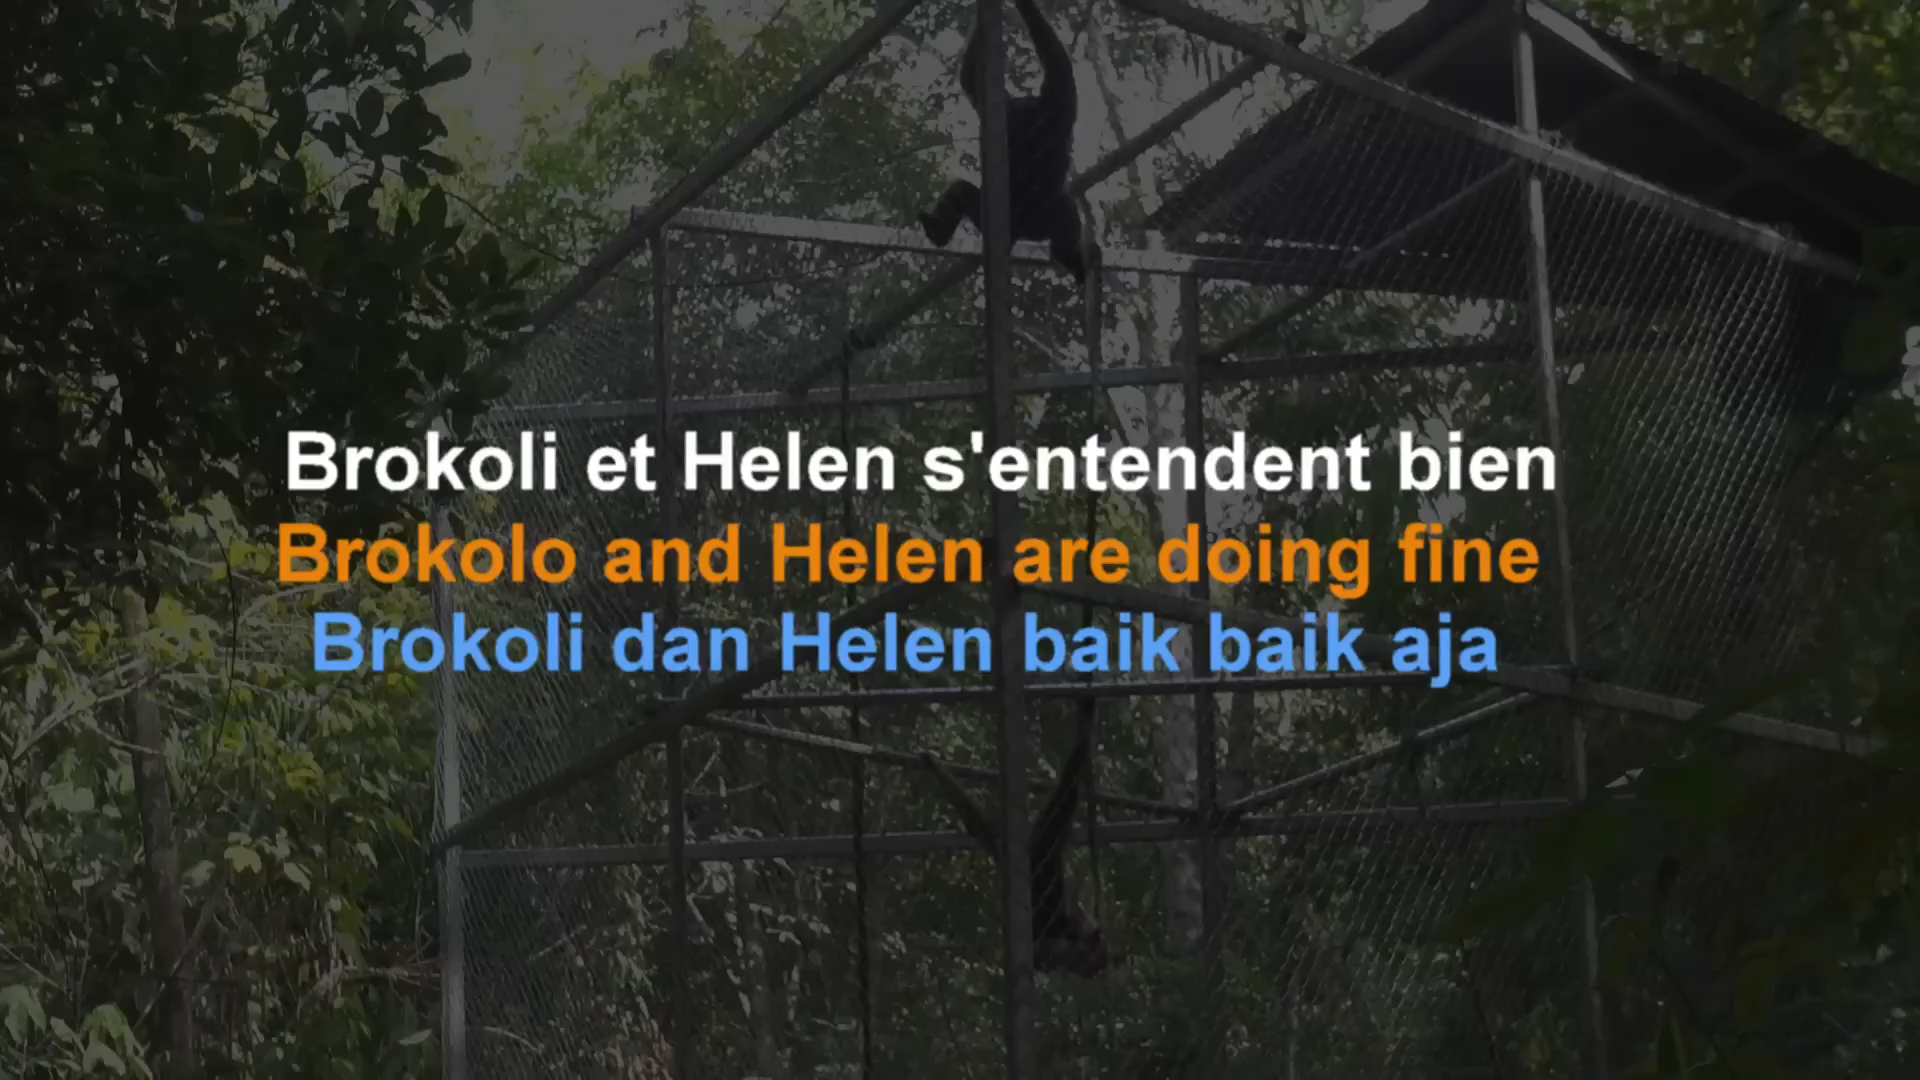 Brokoli et Helen s'entendent bien
Brokolo and Helen are doing fine
Brokoli dan Helen baik baik aja